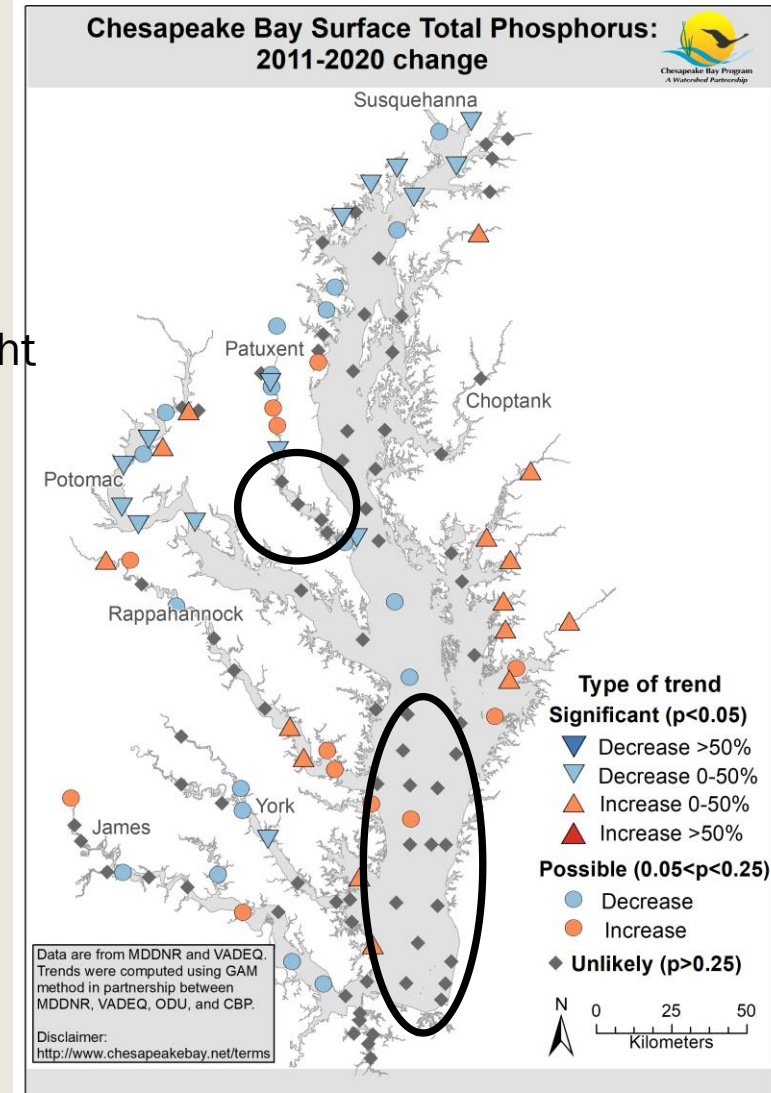 Chesapeake Bay Surface Total Phosphorus:
2011-2020 change
Chesapeake Bay Program
A Watershed Partnership
Susquehanna
ht
Patuxent
Choptank
Potomac
Rappahannock
York
James
Type of trend
Significant (p<0.05)
Decrease >50%
Decrease 0-50%
Increase 0-50%
Increase >50%
Possible (0.05<p<0.25)
Decrease
Increase
Unlikely (p>0.25)
N
0 25 50
Kilometers
Data are from MDDNR and VADEQ.
Trends were computed using GAM
method in partnership between
MDDNR, VADEQ, ODU, and CBP.
Disclaimer:
http://www.chesapeakebay.net/terms